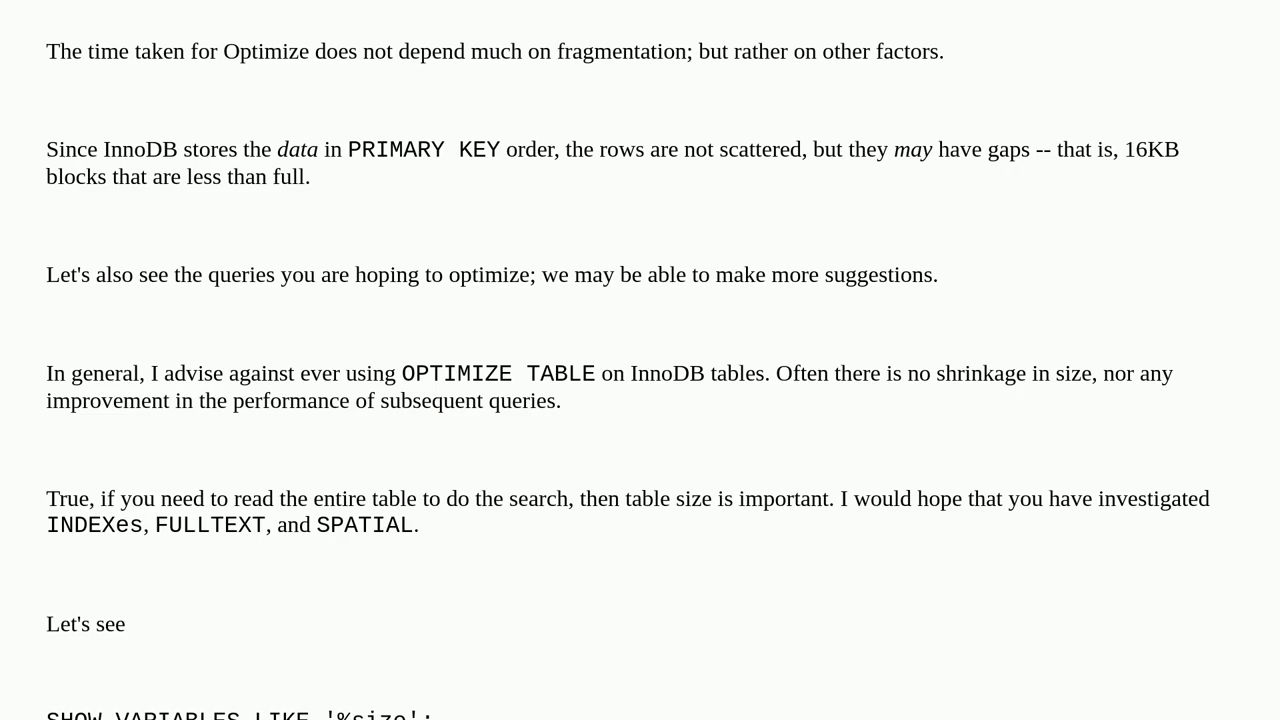 The time taken for Optimize does not depend much on fragmentation; but rather on other factors.
Since InnoDB stores the data in PRIMARY KEY order, the rows are not scattered, but they may have gaps -- that is, 16KB
blocks that are less than full.
Let's also see the queries you are hoping to optimize; we may be able to make more suggestions.
In general, I advise against ever using OPTIMIZE TABLE on InnoDB tables. Often there is no shrinkage in size, nor any
improvement in the performance of subsequent queries.
True, if you need to read the entire table to do the search, then table size is important. I would hope that you have investigated
INDEXes, FULLTEXT, and SPATIAL.
Let's see
SHOW VARIABLES LIKE '%size';